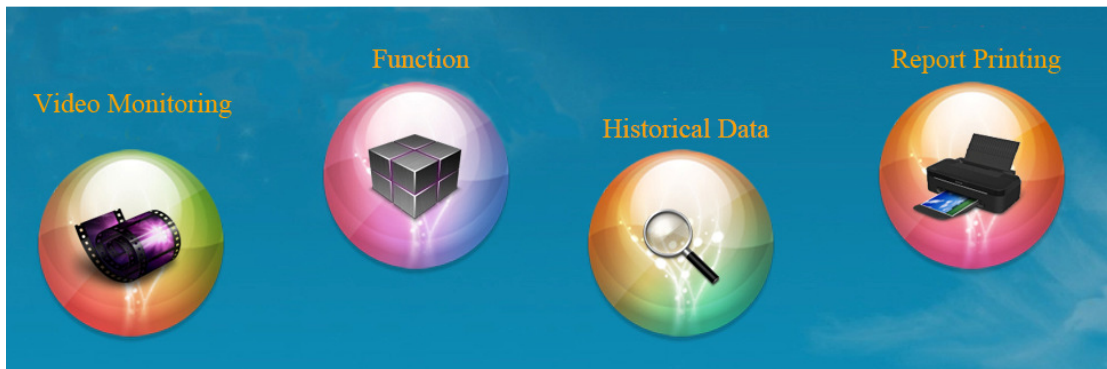 Video Monitoring
Function
Historical Data
Report Printing